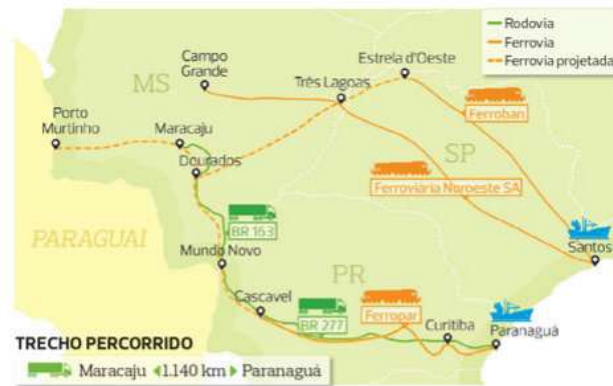 Rodovia
Ferrovia
Ferrovia projetada
Campo
Grande
Estrela d'Oeste
MS
Três Lagoas
Ferroban
Porto
Murtinho
Maracaju
Dourados
SP
Ferroviária Noroeste SA
PARAGUAI
BR 163
Santos
Mundo Novo
PR
Cascavel
Ferropar
BR 277
Curitiba
Paranaguá
TRECHO PERCORRIDO
Maracaju 1.140 km Paranaguá